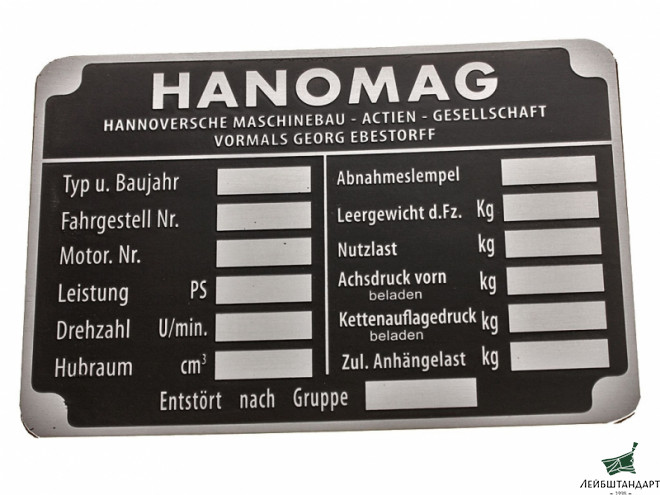 HANOMAG
HANNOVERSCHE MASCHINEBAU - ACTIEN - GESELLSCHAFT
VORMALS GEORG EBESTORFF
Typ u. Baujahr
Fahrgestell Nr.
Motor. Nr.
Leistung PS
Drehzahl U/min.
Hubraum cm³
Abnahmeslempel
Leergewicht d.Fz. Kg
Nutzlast kg
Achsdruck vorn kg
beladen
Kettenauflagedruck kg
beladen
Zul. Anhängelast kg
Entstört nach Gruppe
ЛЕЙБШТАНДАРТ